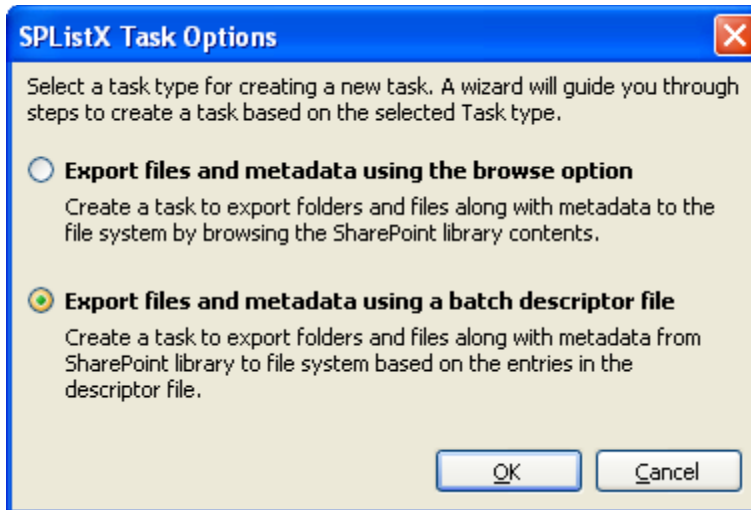 SPListX Task Options
Select a task type for creating a new task. A wizard will guide you through
steps to create a task based on the selected Task type.
Export files and metadata using the browse option
Create a task to export folders and files along with metadata to the
file system by browsing the SharePoint library contents.
Export files and metadata using a batch descriptor file
Create a task to export folders and files along with metadata from
SharePoint library to file system based on the entries in the
descriptor file.
OK Cancel